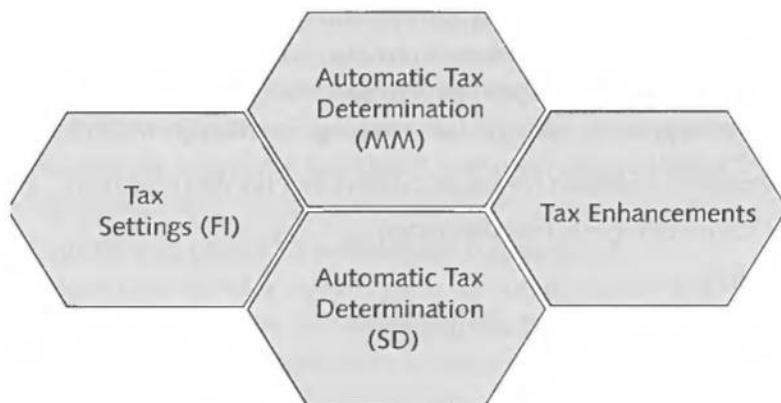 Automatic Tax
Determination
(MM)
Tax
Settings (FI)
Tax Enhancements
Automatic Tax
Determination
(SD)